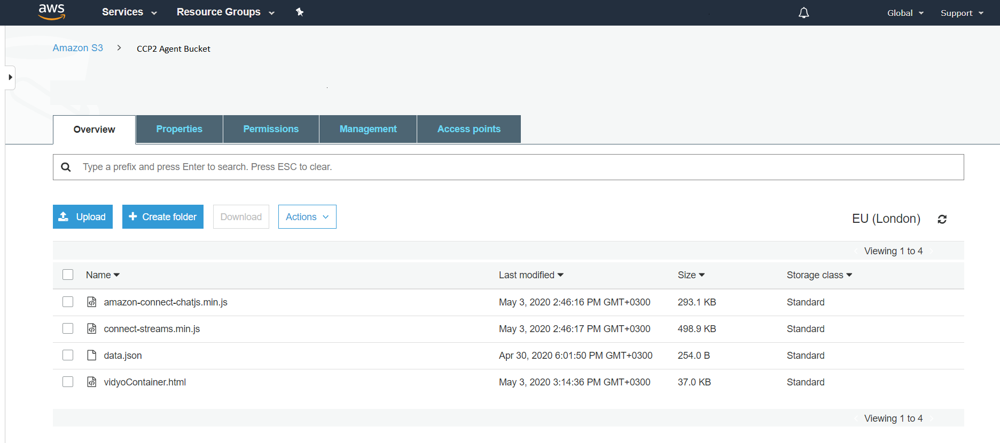 aws Services Resource Groups Global Support
Amazon S3 > CCP2 Agent Bucket
Overview Properties Permissions Management Access points
Type a prefix and press Enter to search. Press ESC to clear.
Upload Create folder Download Actions EU (London)
Viewing 1 to 4
Name Last modified Size Storage class
amazon-connect-chatjs.min.js May 3, 2020 2:46:16 PM GMT+0300 293.1 KB Standard
connect-streams.min.js May 3, 2020 2:46:17 PM GMT+0300 498.9 KB Standard
data.json Apr 30, 2020 6:01:50 PM GMT+0300 254.0 B Standard
vidyoContainer.html May 3, 2020 3:14:36 PM GMT+0300 37.0 KB Standard
Viewing 1 to 4